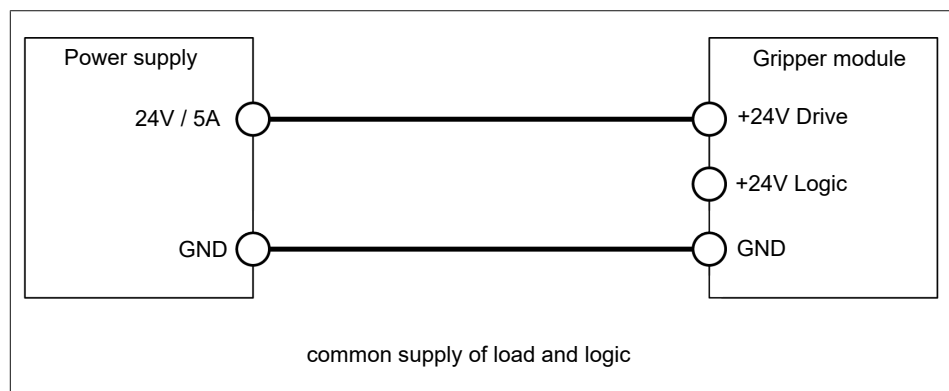 Power supply
Gripper module
24V / 5A
+24V Drive
+24V Logic
GND
GND
common supply of load and logic